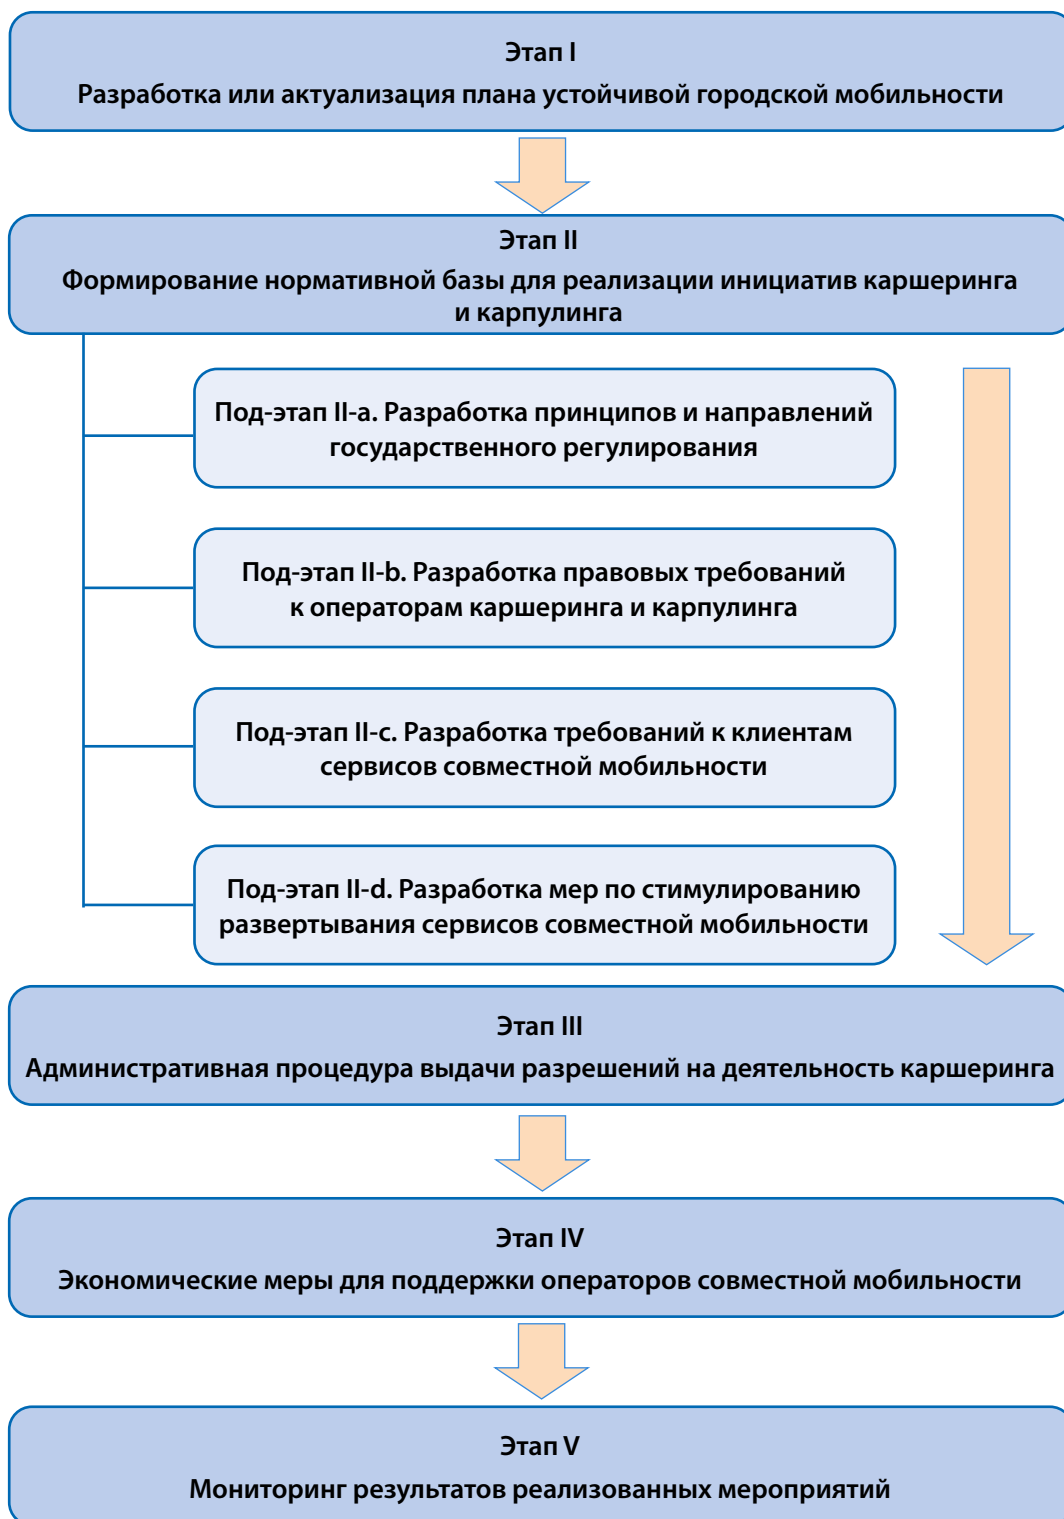 Этап I
Разработка или актуализация плана устойчивой городской мобильности
Этап II
Формирование нормативной базы для реализации инициатив каршеринга
и карпулинга
Под-этап II-a. Разработка принципов и направлений
государственного регулирования
Под-этап II-b. Разработка правовых требований
к операторам каршеринга и карпулинга
Под-этап II-c. Разработка требований к клиентам
сервисов совместной мобильности
Под-этап II-d. Разработка мер по стимулированию
развертывания сервисов совместной мобильности
Этап III
Административная процедура выдачи разрешений на деятельность каршеринга
Этап IV
Экономические меры для поддержки операторов совместной мобильности
Этап V
Мониторинг результатов реализованных мероприятий